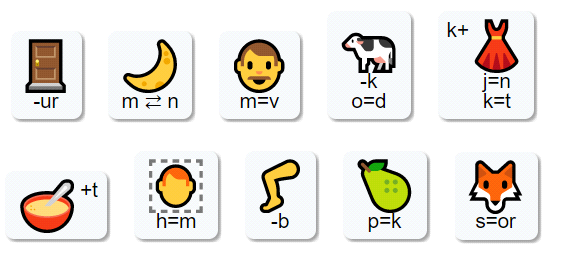 -ur
m ⇄ n
m=v
-k
o=d
k+
j=n
k=t
+t
h=m
-b
p=k
s=or